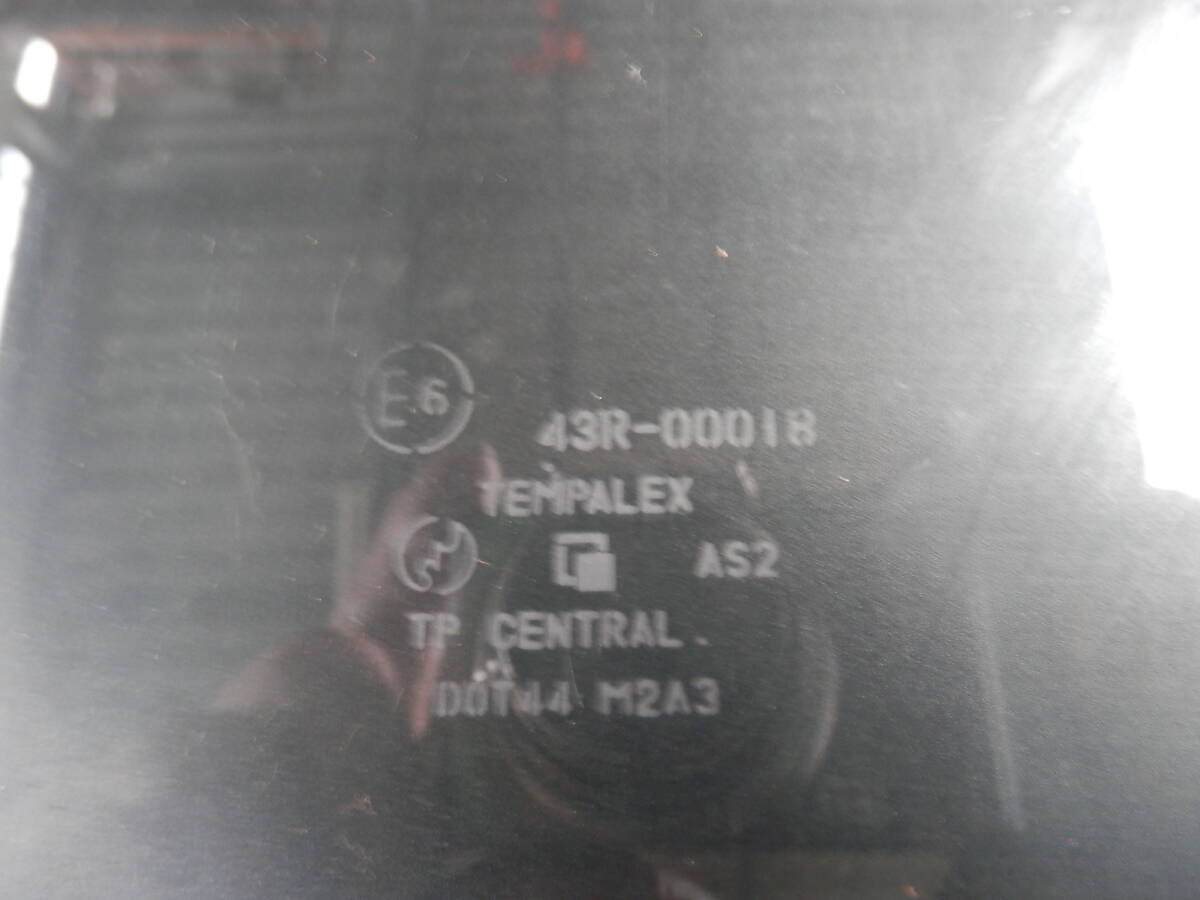 E6 43R-00018
TEMPALEX
AS2
TP CENTRAL.
DOT44 M2A3